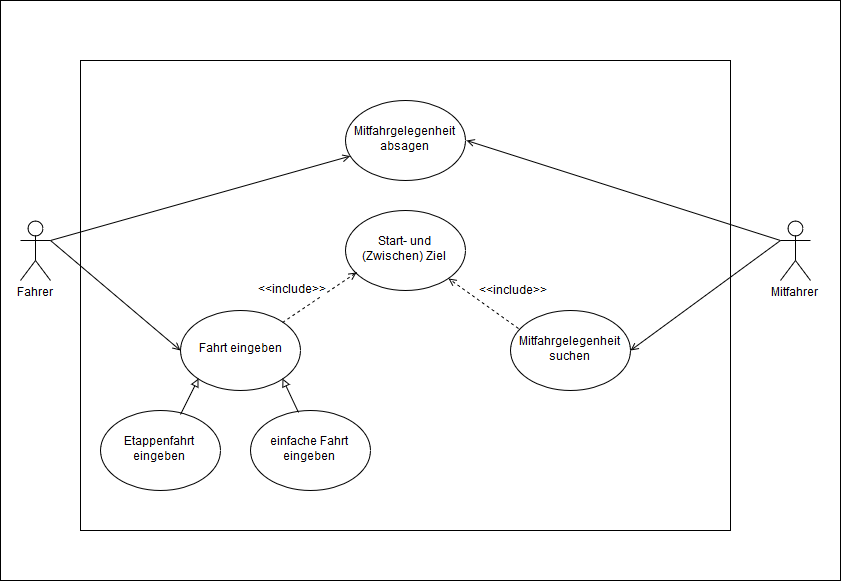 Mitfahrgelegenheit
absagen
Start- und
(Zwischen) Ziel
Fahrer
Mitfahrer
<<include>>
<<include>>
Fahrt eingeben
Mitfahrgelegenheit
suchen
Etappenfahrt
eingeben
einfache Fahrt
eingeben